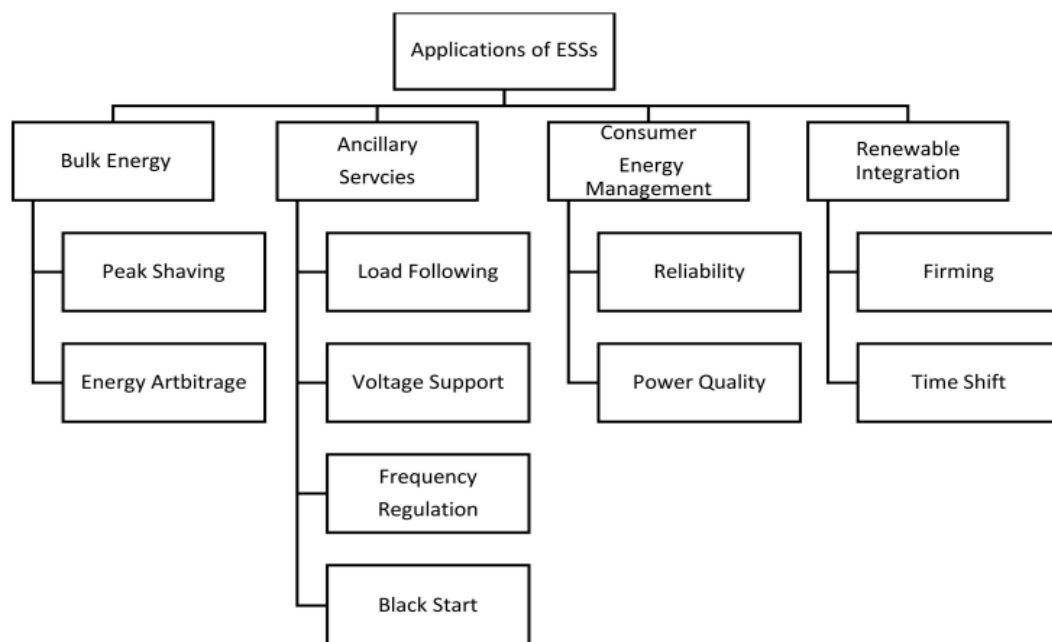 Applications of ESSs
Bulk Energy
Peak Shaving
Energy Artbitrage
Ancillary
Servcies
Load Following
Voltage Support
Frequency
Regulation
Black Start
Consumer
Energy
Management
Reliability
Power Quality
Renewable
Integration
Firming
Time Shift